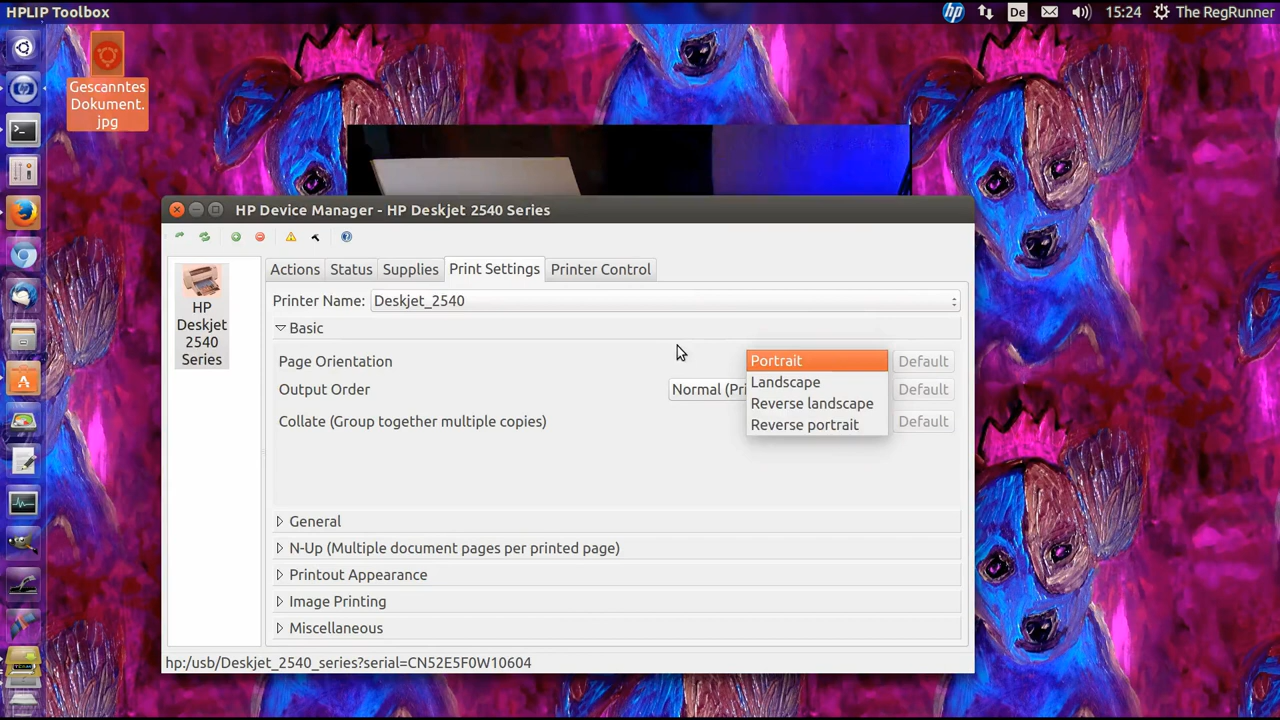 HPLIP Toolbox
hp De 15:24 The RegRunner
Gescanntes
Dokument.
jpg
HP Device Manager - HP Deskjet 2540 Series
Actions Status Supplies Print Settings Printer Control
HP
Deskjet
2540
Series
Printer Name: Deskjet_2540
Basic
Page Orientation Portrait Default
Landscape
Reverse landscape
Reverse portrait
Output Order Normal (Pri Default
Collate (Group together multiple copies) Default
General
N-Up (Multiple document pages per printed page)
Printout Appearance
Image Printing
Miscellaneous
hp:/usb/Deskjet_2540_series?serial=CN52E5F0W10604